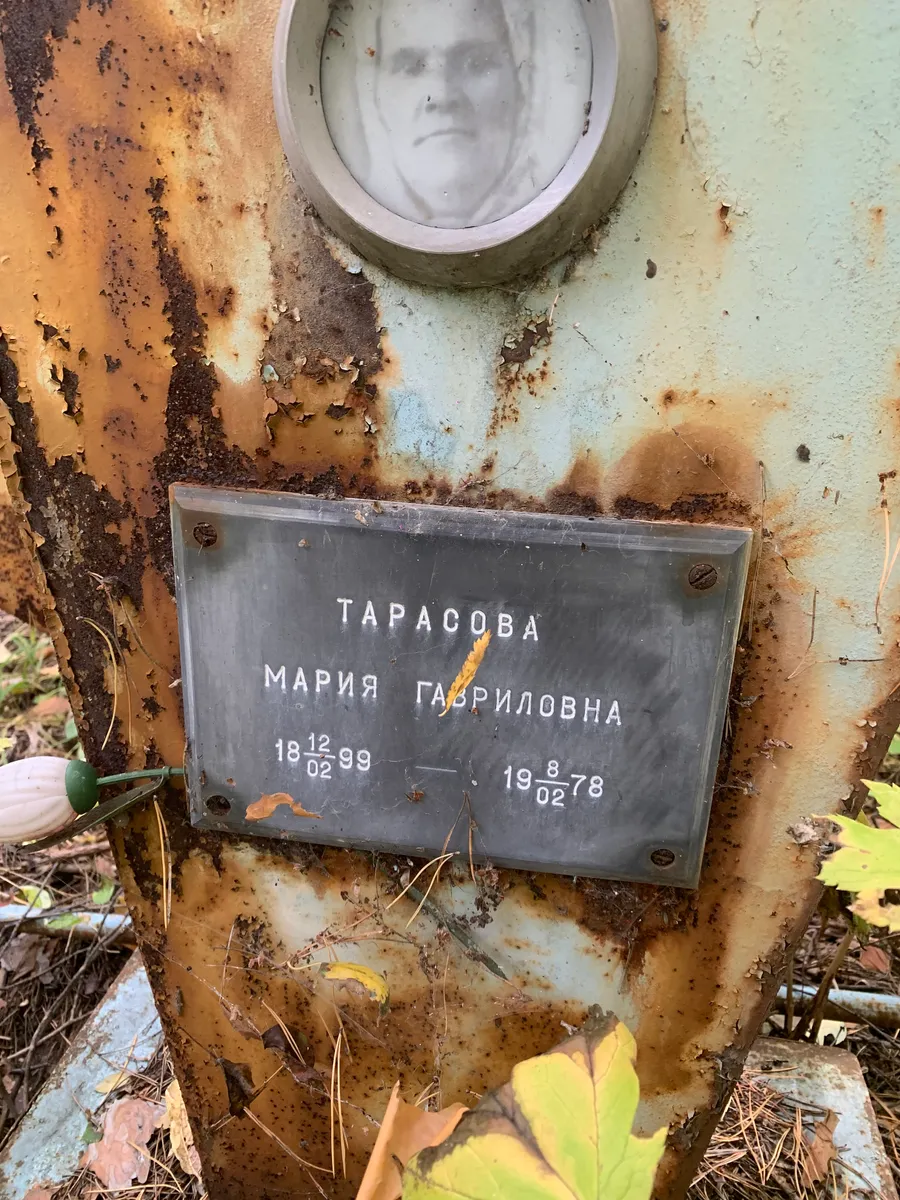 ТАРАСОВА
МАРИЯ ГАВРИЛОВНА
18 12/02 99 — 19 8/02 78